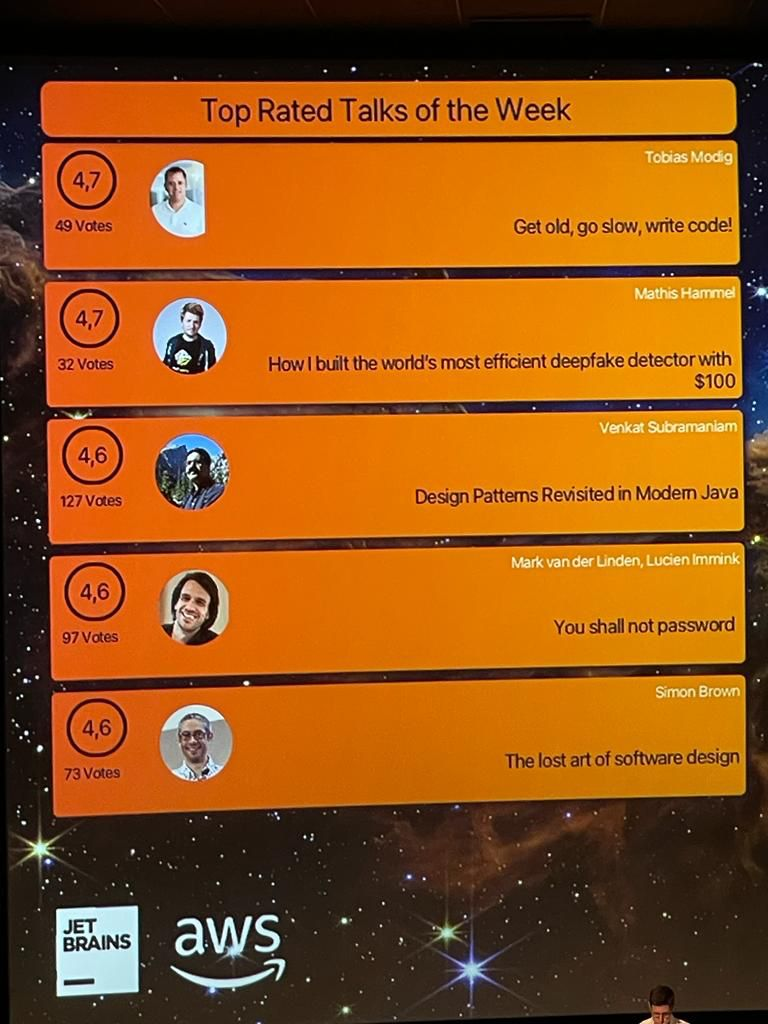 Top Rated Talks of the Week
4,7
49 Votes
Tobias Modig
Get old, go slow, write code!
4,7
32 Votes
Mathis Hammel
How I built the world's most efficient deepfake detector with
$100
4,6
127 Votes
Venkat Subramaniam
Design Patterns Revisited in Modern Java
4,6
97 Votes
Mark van der Linden, Lucien Immink
You shall not password
4,6
73 Votes
Simon Brown
The lost art of software design
JET
BRAINS
aws